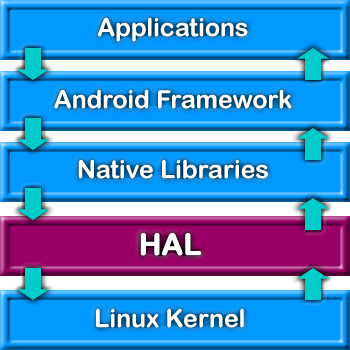 Applications
Android Framework
Native Libraries
HAL
Linux Kernel